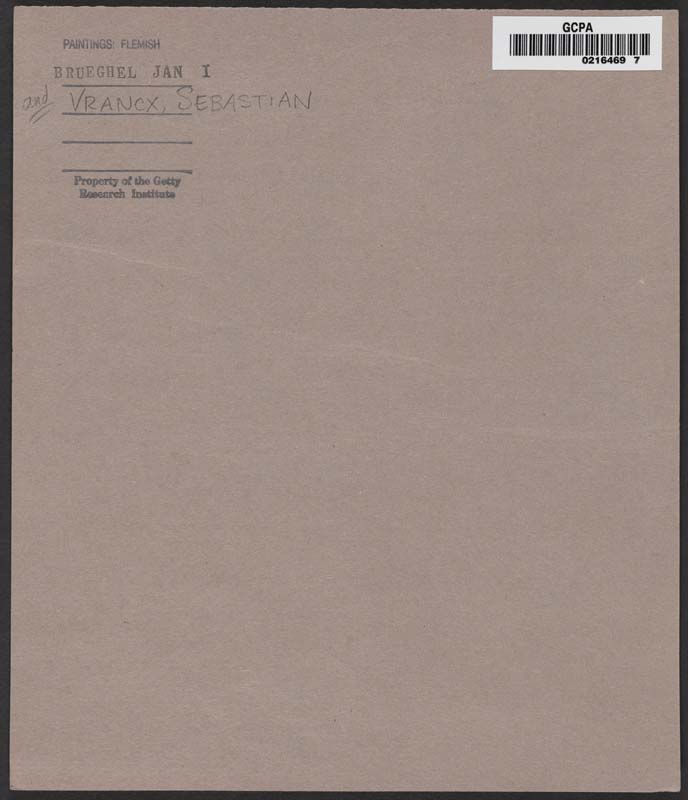 PAINTINGS: FLEMISH
BRUEGHEL JAN I
and VRANCX, SEBASTIAN
Property of the Getty
Research Institute
GCPA
0216469 7